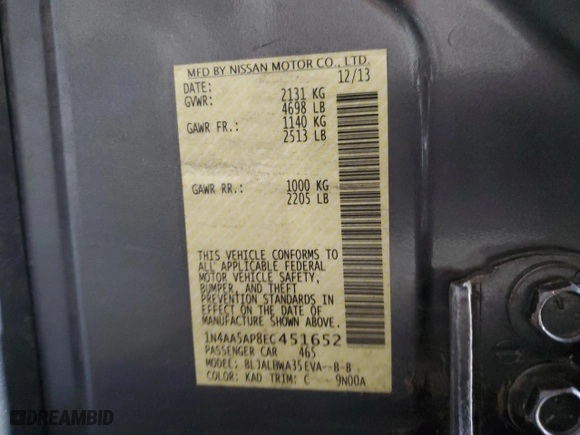 MFD BY NISSAN MOTOR CO., LTD.
DATE: 12/13
GVWR: 2131 KG
4698 LB
GAWR FR.: 1140 KG
2513 LB
GAWR RR.: 1000 KG
2205 LB
THIS VEHICLE CONFORMS TO
ALL APPLICABLE FEDERAL
MOTOR VEHICLE SAFETY,
BUMPER, AND THEFT
PREVENTION STANDARDS IN
EFFECT ON THE DATE OF
MANUFACTURE SHOWN ABOVE.
1N4AA5AP8EC451652
PASSENGER CAR 465
MODEL: BLJALBWA35EVA--B-B
COLOR: KAD TRIM: C 9N00A
DREAMBID